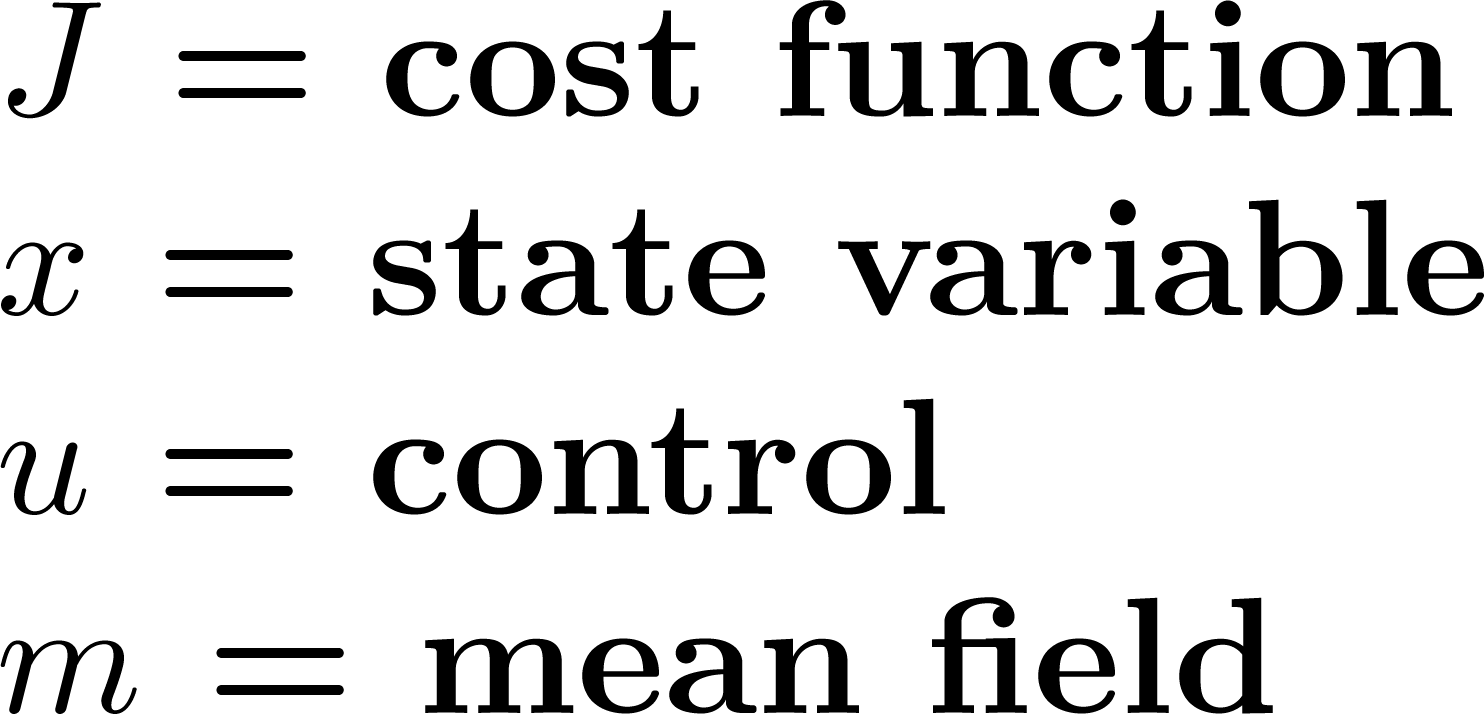 J = cost function
x = state variable
u = control
m = mean field